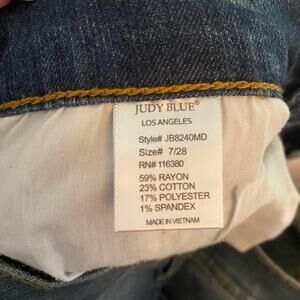 JUDY BLUE®
LOS ANGELES
Style# JB8240MD
Size# 7/28
RN# 116380
59% RAYON
23% COTTON
17% POLYESTER
1% SPANDEX
MADE IN VIETNAM